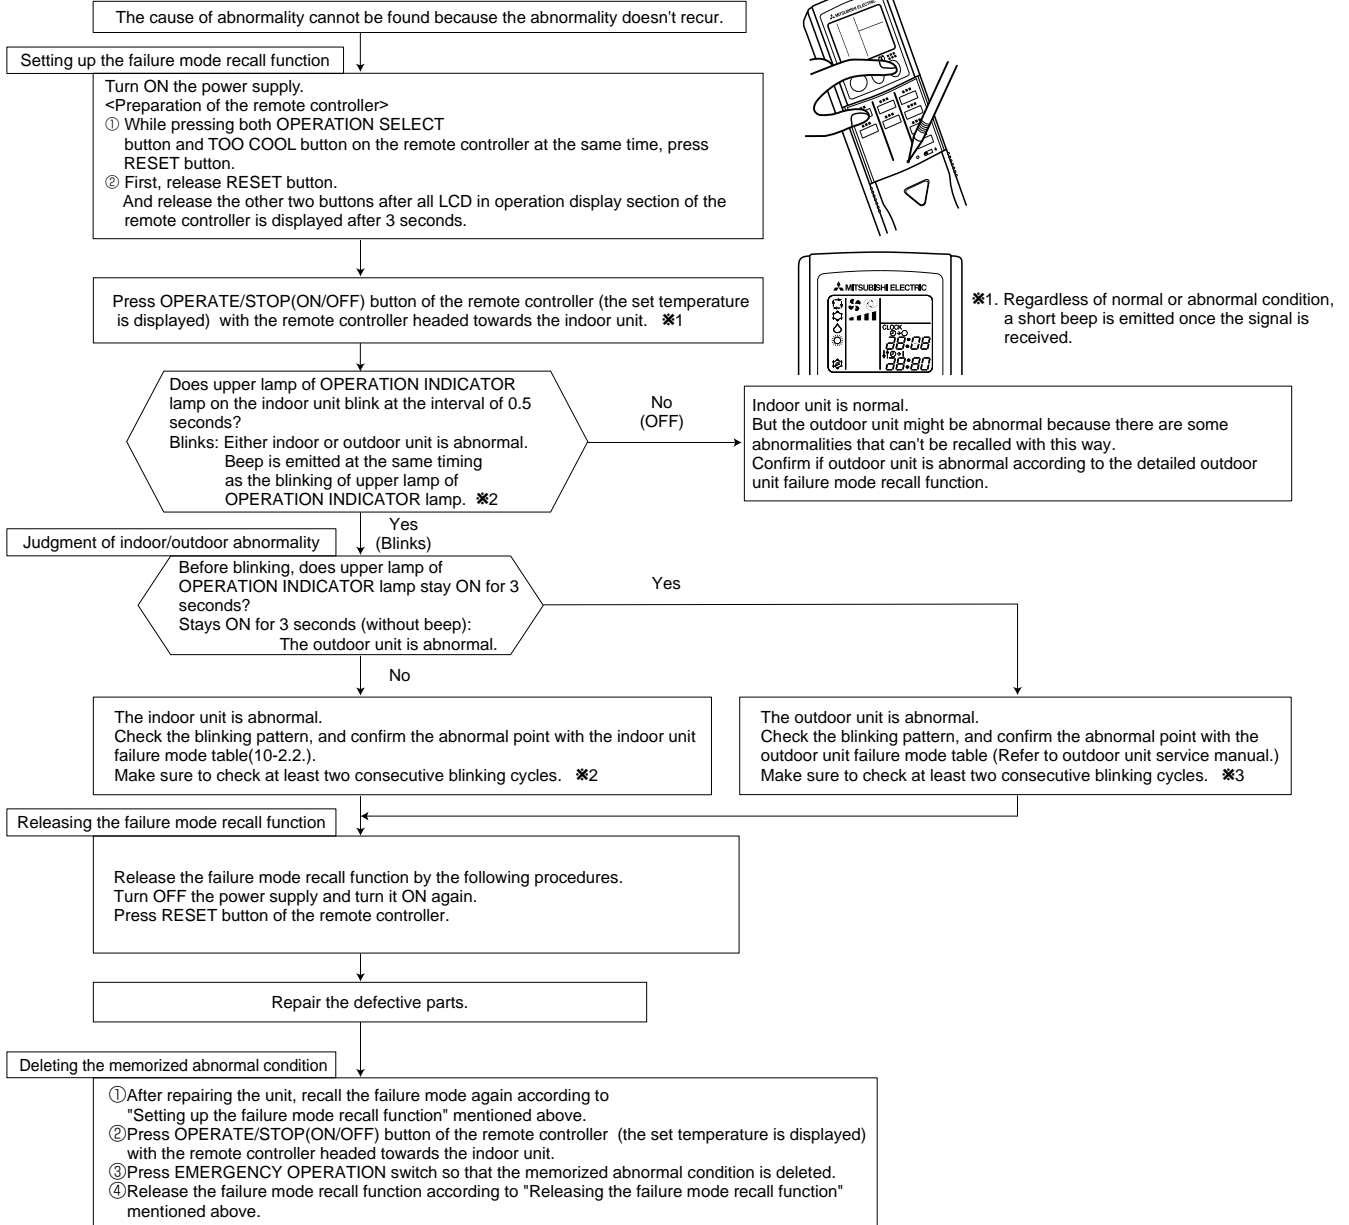 The cause of abnormality cannot be found because the abnormality doesn't recur.
Setting up the failure mode recall function
Turn ON the power supply.
<Preparation of the remote controller>
① While pressing both OPERATION SELECT
button and TOO COOL button on the remote controller at the same time, press
RESET button.
② First, release RESET button.
And release the other two buttons after all LCD in operation display section of the
remote controller is displayed after 3 seconds.
MITSUBISHI ELECTRIC
Press OPERATE/STOP(ON/OFF) button of the remote controller (the set temperature
is displayed) with the remote controller headed towards the indoor unit. ※1
MITSUBISHI ELECTRIC
CLOCK
88:08
88:80
※1. Regardless of normal or abnormal condition,
a short beep is emitted once the signal is
received.
Does upper lamp of OPERATION INDICATOR
lamp on the indoor unit blink at the interval of 0.5
seconds?
Blinks: Either indoor or outdoor unit is abnormal.
Beep is emitted at the same timing
as the blinking of upper lamp of
OPERATION INDICATOR lamp. ※2
No
(OFF)
Indoor unit is normal.
But the outdoor unit might be abnormal because there are some
abnormalities that can't be recalled with this way.
Confirm if outdoor unit is abnormal according to the detailed outdoor
unit failure mode recall function.
Yes
(Blinks)
Judgment of indoor/outdoor abnormality
Before blinking, does upper lamp of
OPERATION INDICATOR lamp stay ON for 3
seconds?
Stays ON for 3 seconds (without beep):
The outdoor unit is abnormal.
Yes
No
The indoor unit is abnormal.
Check the blinking pattern, and confirm the abnormal point with the indoor unit
failure mode table(10-2.2.).
Make sure to check at least two consecutive blinking cycles. ※2
The outdoor unit is abnormal.
Check the blinking pattern, and confirm the abnormal point with the
outdoor unit failure mode table (Refer to outdoor unit service manual.)
Make sure to check at least two consecutive blinking cycles. ※3
Releasing the failure mode recall function
Release the failure mode recall function by the following procedures.
Turn OFF the power supply and turn it ON again.
Press RESET button of the remote controller.
Repair the defective parts.
Deleting the memorized abnormal condition
①After repairing the unit, recall the failure mode again according to
"Setting up the failure mode recall function" mentioned above.
②Press OPERATE/STOP(ON/OFF) button of the remote controller (the set temperature is displayed)
with the remote controller headed towards the indoor unit.
③Press EMERGENCY OPERATION switch so that the memorized abnormal condition is deleted.
④Release the failure mode recall function according to "Releasing the failure mode recall function"
mentioned above.